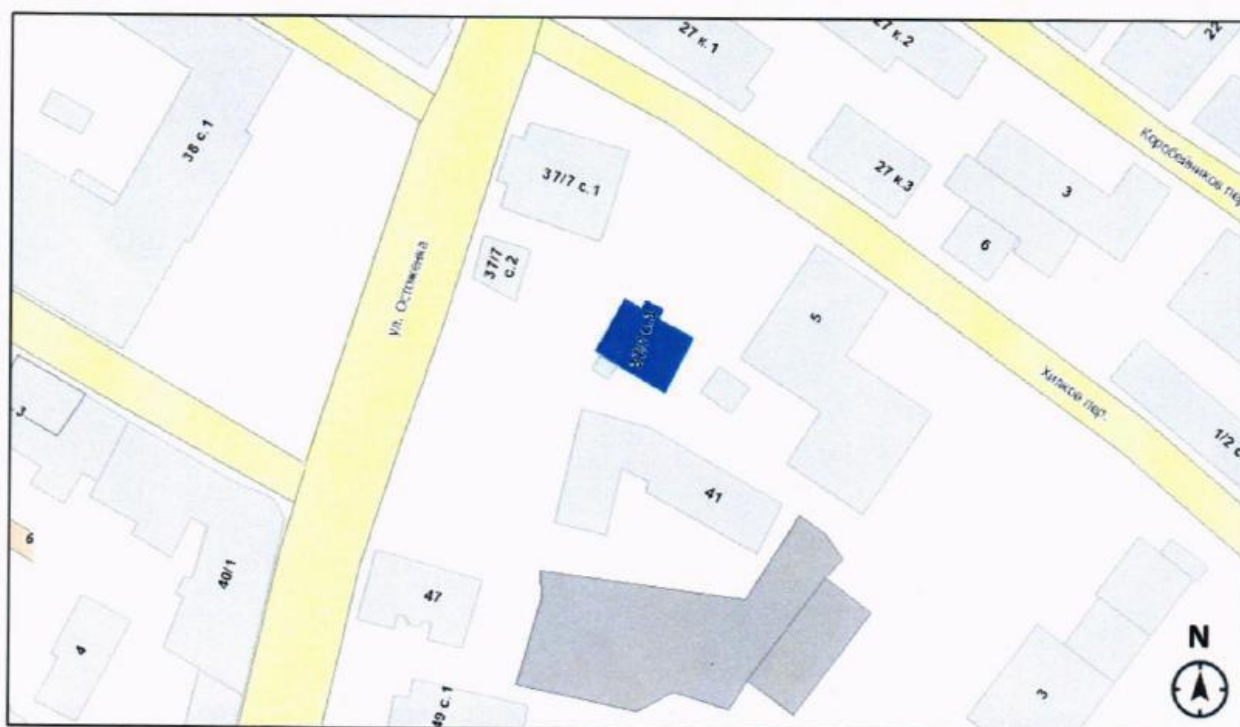 27 к.1
27 к.2
22
Коробейников пер.
38 с.1
37/7 с.1
27 к.3
3
6
37/7
с.2
ул. Остоженка
5
Хилков пер.
3
1/2 с
41
6
40/1
47
4
49 с.1
3
N